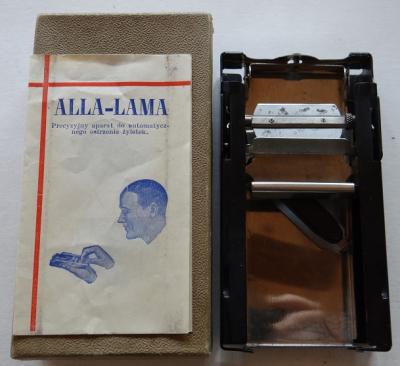 ALLA-LAMA
Precyzyjny aparat do automatycz-
nego ostrzenia żyletek.